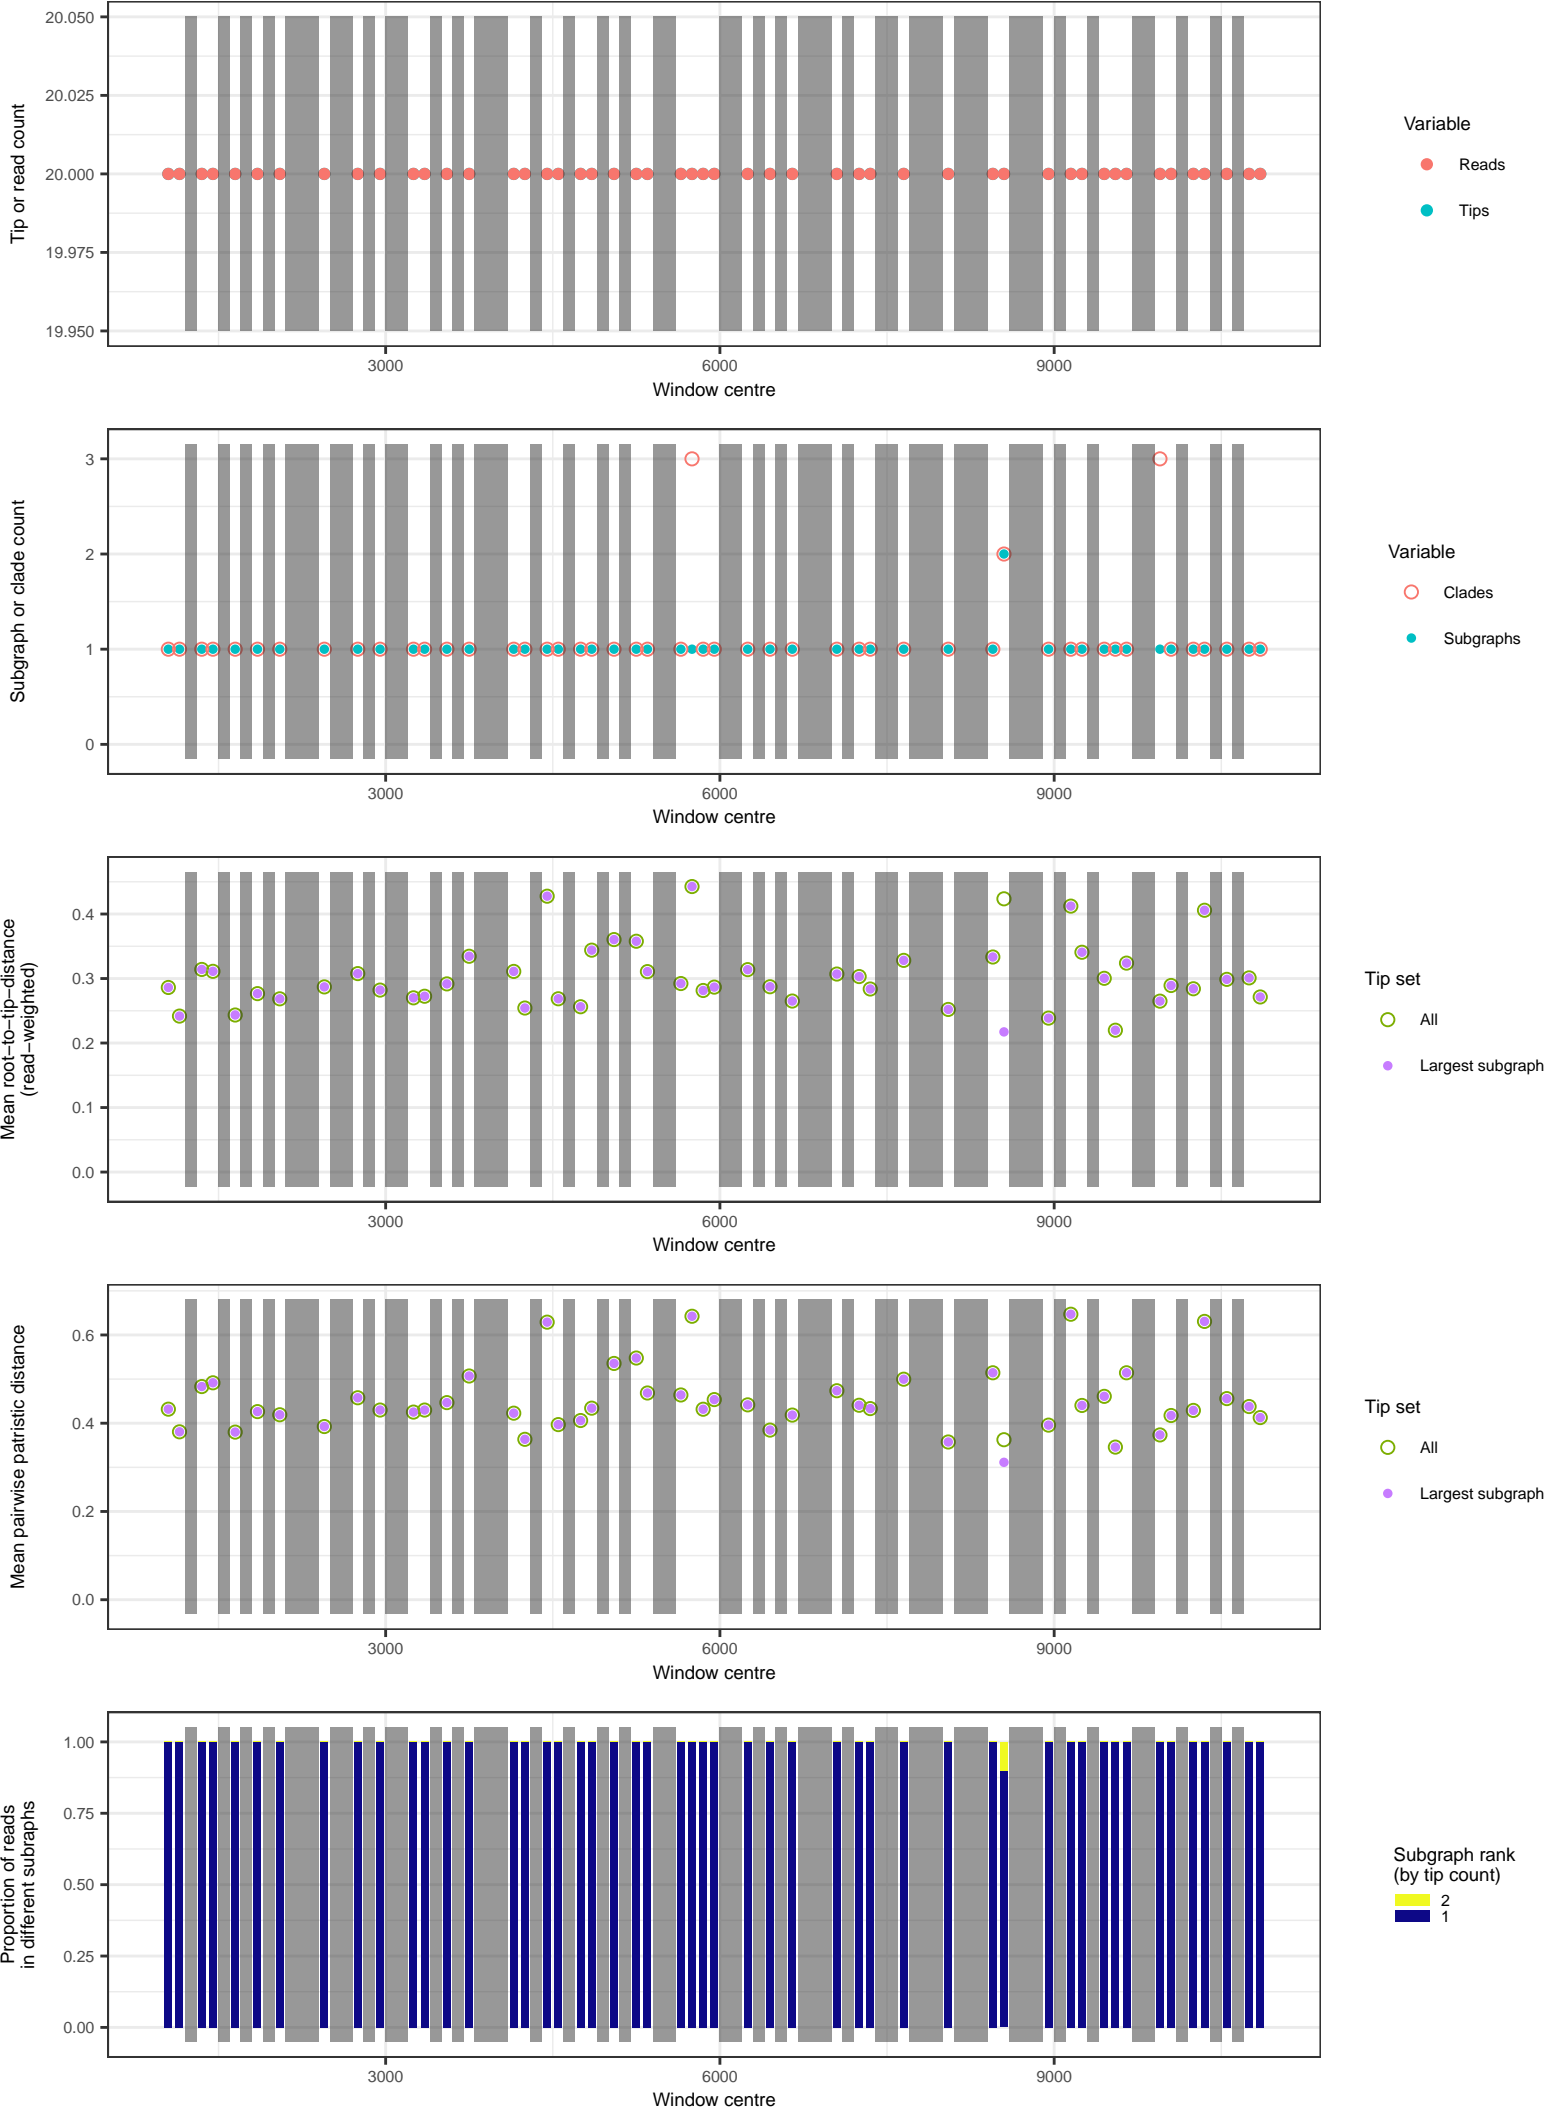 20.050
20.025
20.000
19.975
19.950
Tip or read count
3000
6000
9000
Window centre
Variable
Reads
Tips
3
2
1
0
Subgraph or clade count
3000
6000
9000
Window centre
Variable
Clades
Subgraphs
0.4
0.3
0.2
0.1
0.0
Mean root−to−tip−distance
(read−weighted)
3000
6000
9000
Window centre
Tip set
All
Largest subgraph
0.6
0.4
0.2
0.0
Mean pairwise patristic distance
3000
6000
9000
Window centre
Tip set
All
Largest subgraph
1.00
0.75
0.50
0.25
0.00
Proportion of reads
in different subraphs
3000
6000
9000
Window centre
Subgraph rank
(by tip count)
2
1